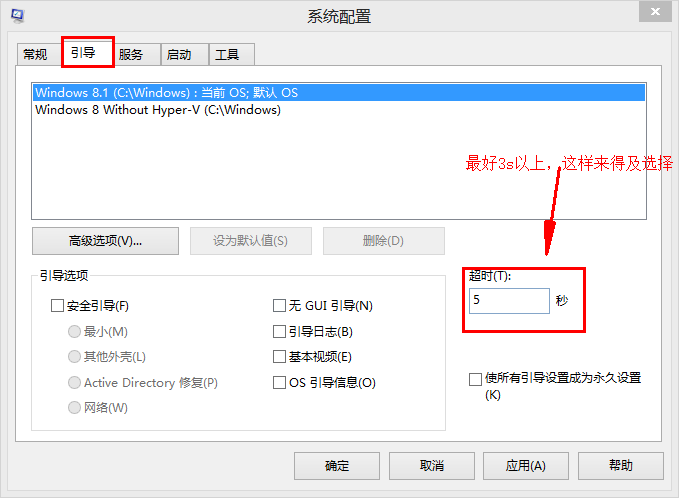 系统配置
常规 引导 服务 启动 工具
Windows 8.1 (C:\Windows) : 当前 OS; 默认 OS
Windows 8 Without Hyper-V (C:\Windows)
最好3s以上，这样来得及选择
高级选项(V)... 设为默认值(S) 删除(D)
引导选项
超时(T):
安全引导(F) 无 GUI 引导(N)
5 秒
最小(M) 引导日志(B)
其他外壳(L) 基本视频(E)
Active Directory 修复(P) OS 引导信息(O)
使所有引导设置成为永久设置
(K)
网络(W)
确定 取消 应用(A) 帮助